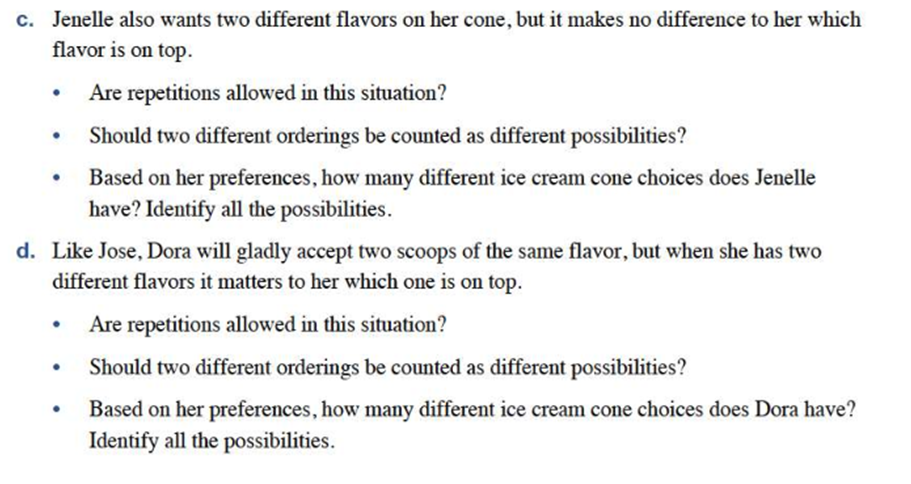 c. Jenelle also wants two different flavors on her cone, but it makes no difference to her which
flavor is on top.
• Are repetitions allowed in this situation?
• Should two different orderings be counted as different possibilities?
• Based on her preferences, how many different ice cream cone choices does Jenelle
have? Identify all the possibilities.
d. Like Jose, Dora will gladly accept two scoops of the same flavor, but when she has two
different flavors it matters to her which one is on top.
• Are repetitions allowed in this situation?
• Should two different orderings be counted as different possibilities?
• Based on her preferences, how many different ice cream cone choices does Dora have?
Identify all the possibilities.